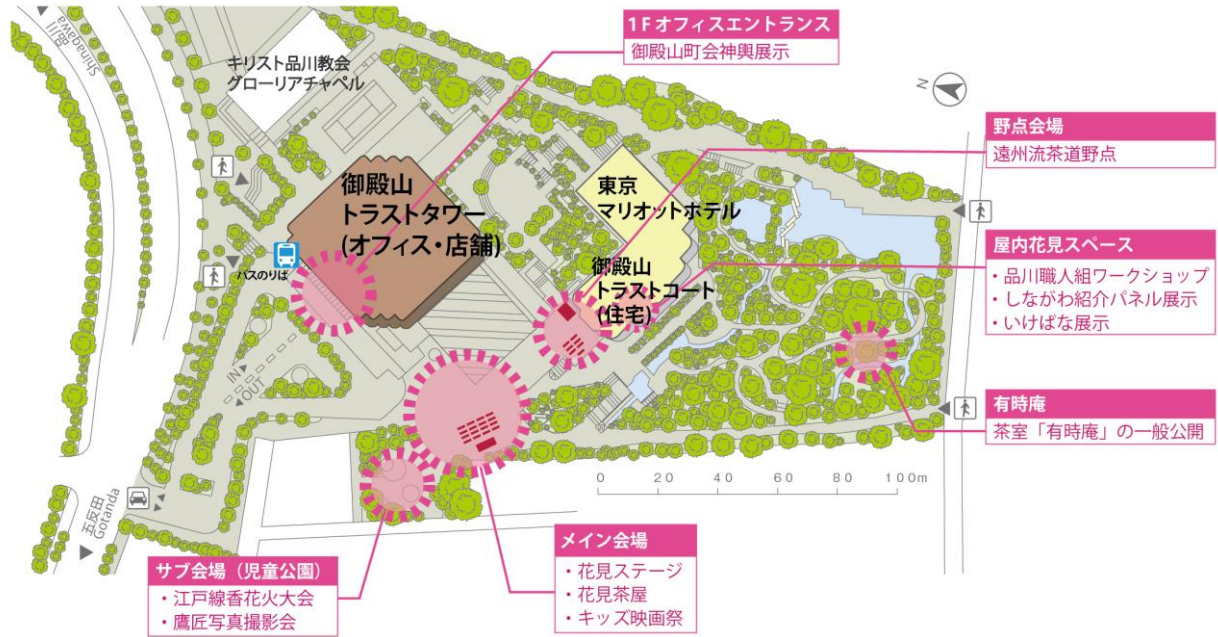 品川
Shinagawa
キリスト品川教会
グローリアチャペル
1Fオフィスエントランス
御殿山町会神輿展示
N
野点会場
遠州流茶道野点
御殿山
トラストタワー
(オフィス・店舗)
東京
マリオットホテル
バスのりば
御殿山
トラストコート
(住宅)
屋内花見スペース
・品川職人組ワークショップ
・しながわ紹介パネル展示
・いけばな展示
IN
OUT
有時庵
茶室「有時庵」の一般公開
0 20 40 60 80 100m
五反田
Gotanda
サブ会場（児童公園）
・江戸線香花火大会
・鷹匠写真撮影会
メイン会場
・花見ステージ
・花見茶屋
・キッズ映画祭